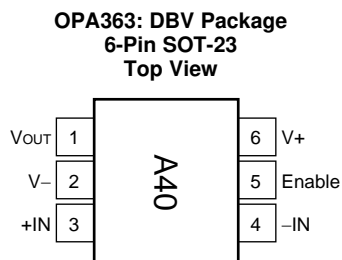 OPA363: DBV Package
6-Pin SOT-23
Top View
VOUT 1 6 V+
V– 2 A40 5 Enable
+IN 3 4 –IN